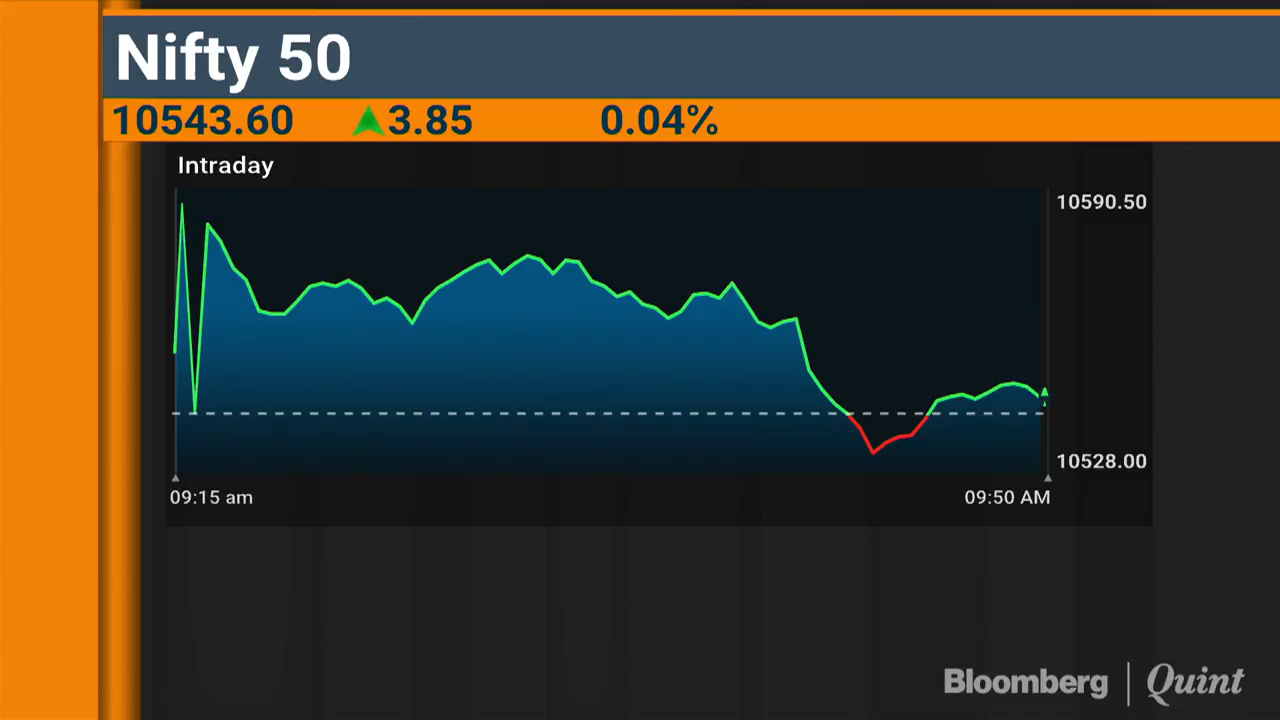 Nifty 50
10543.60 ▲3.85 0.04%
Intraday
10590.50
10528.00
09:15 am 09:50 AM
Bloomberg | Quint